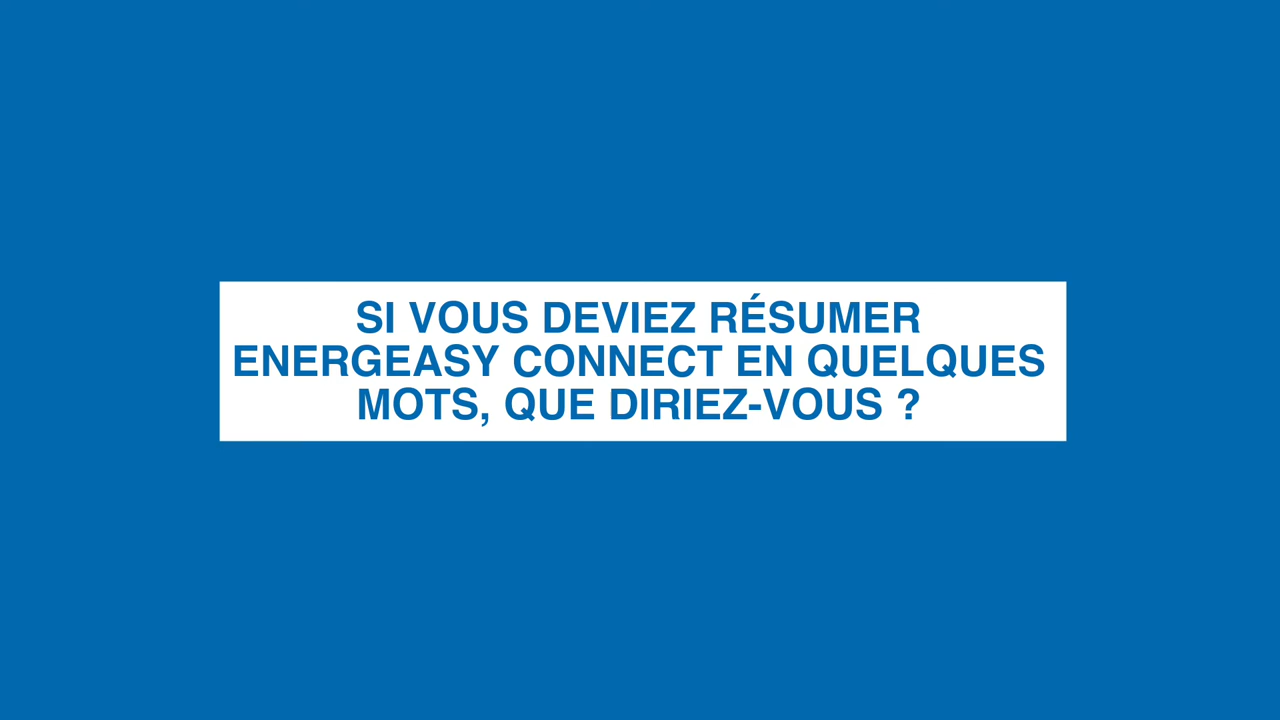 SI VOUS DEVIEZ RÉSUMER
ENERGEASY CONNECT EN QUELQUES
MOTS, QUE DIRIEZ-VOUS ?